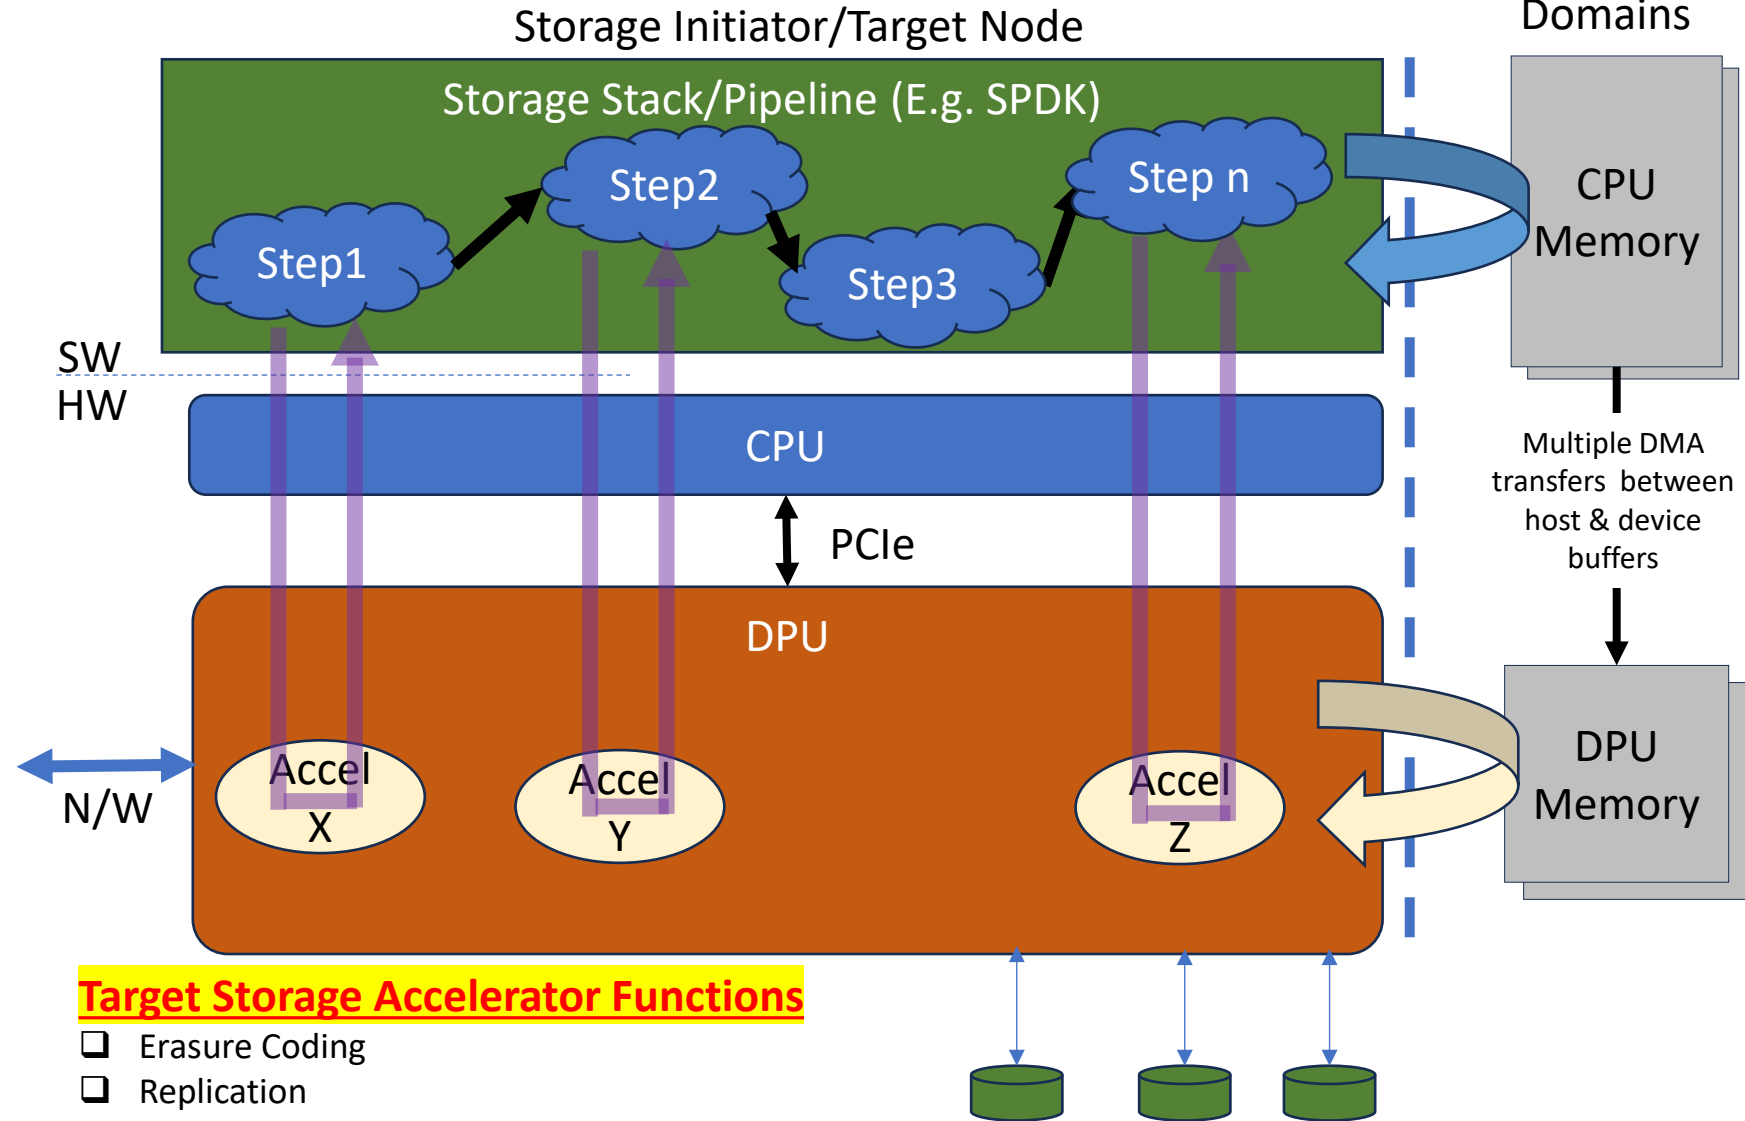 Domains
Storage Initiator/Target Node
Storage Stack/Pipeline (E.g. SPDK)
Step1
Step2
Step3
Step n
CPU
Memory
SW
HW
CPU
PCIe
Multiple DMA
transfers between
host & device
buffers
DPU
Accel
X
Accel
Y
Accel
Z
N/W
DPU
Memory
Target Storage Accelerator Functions
Erasure Coding
Replication